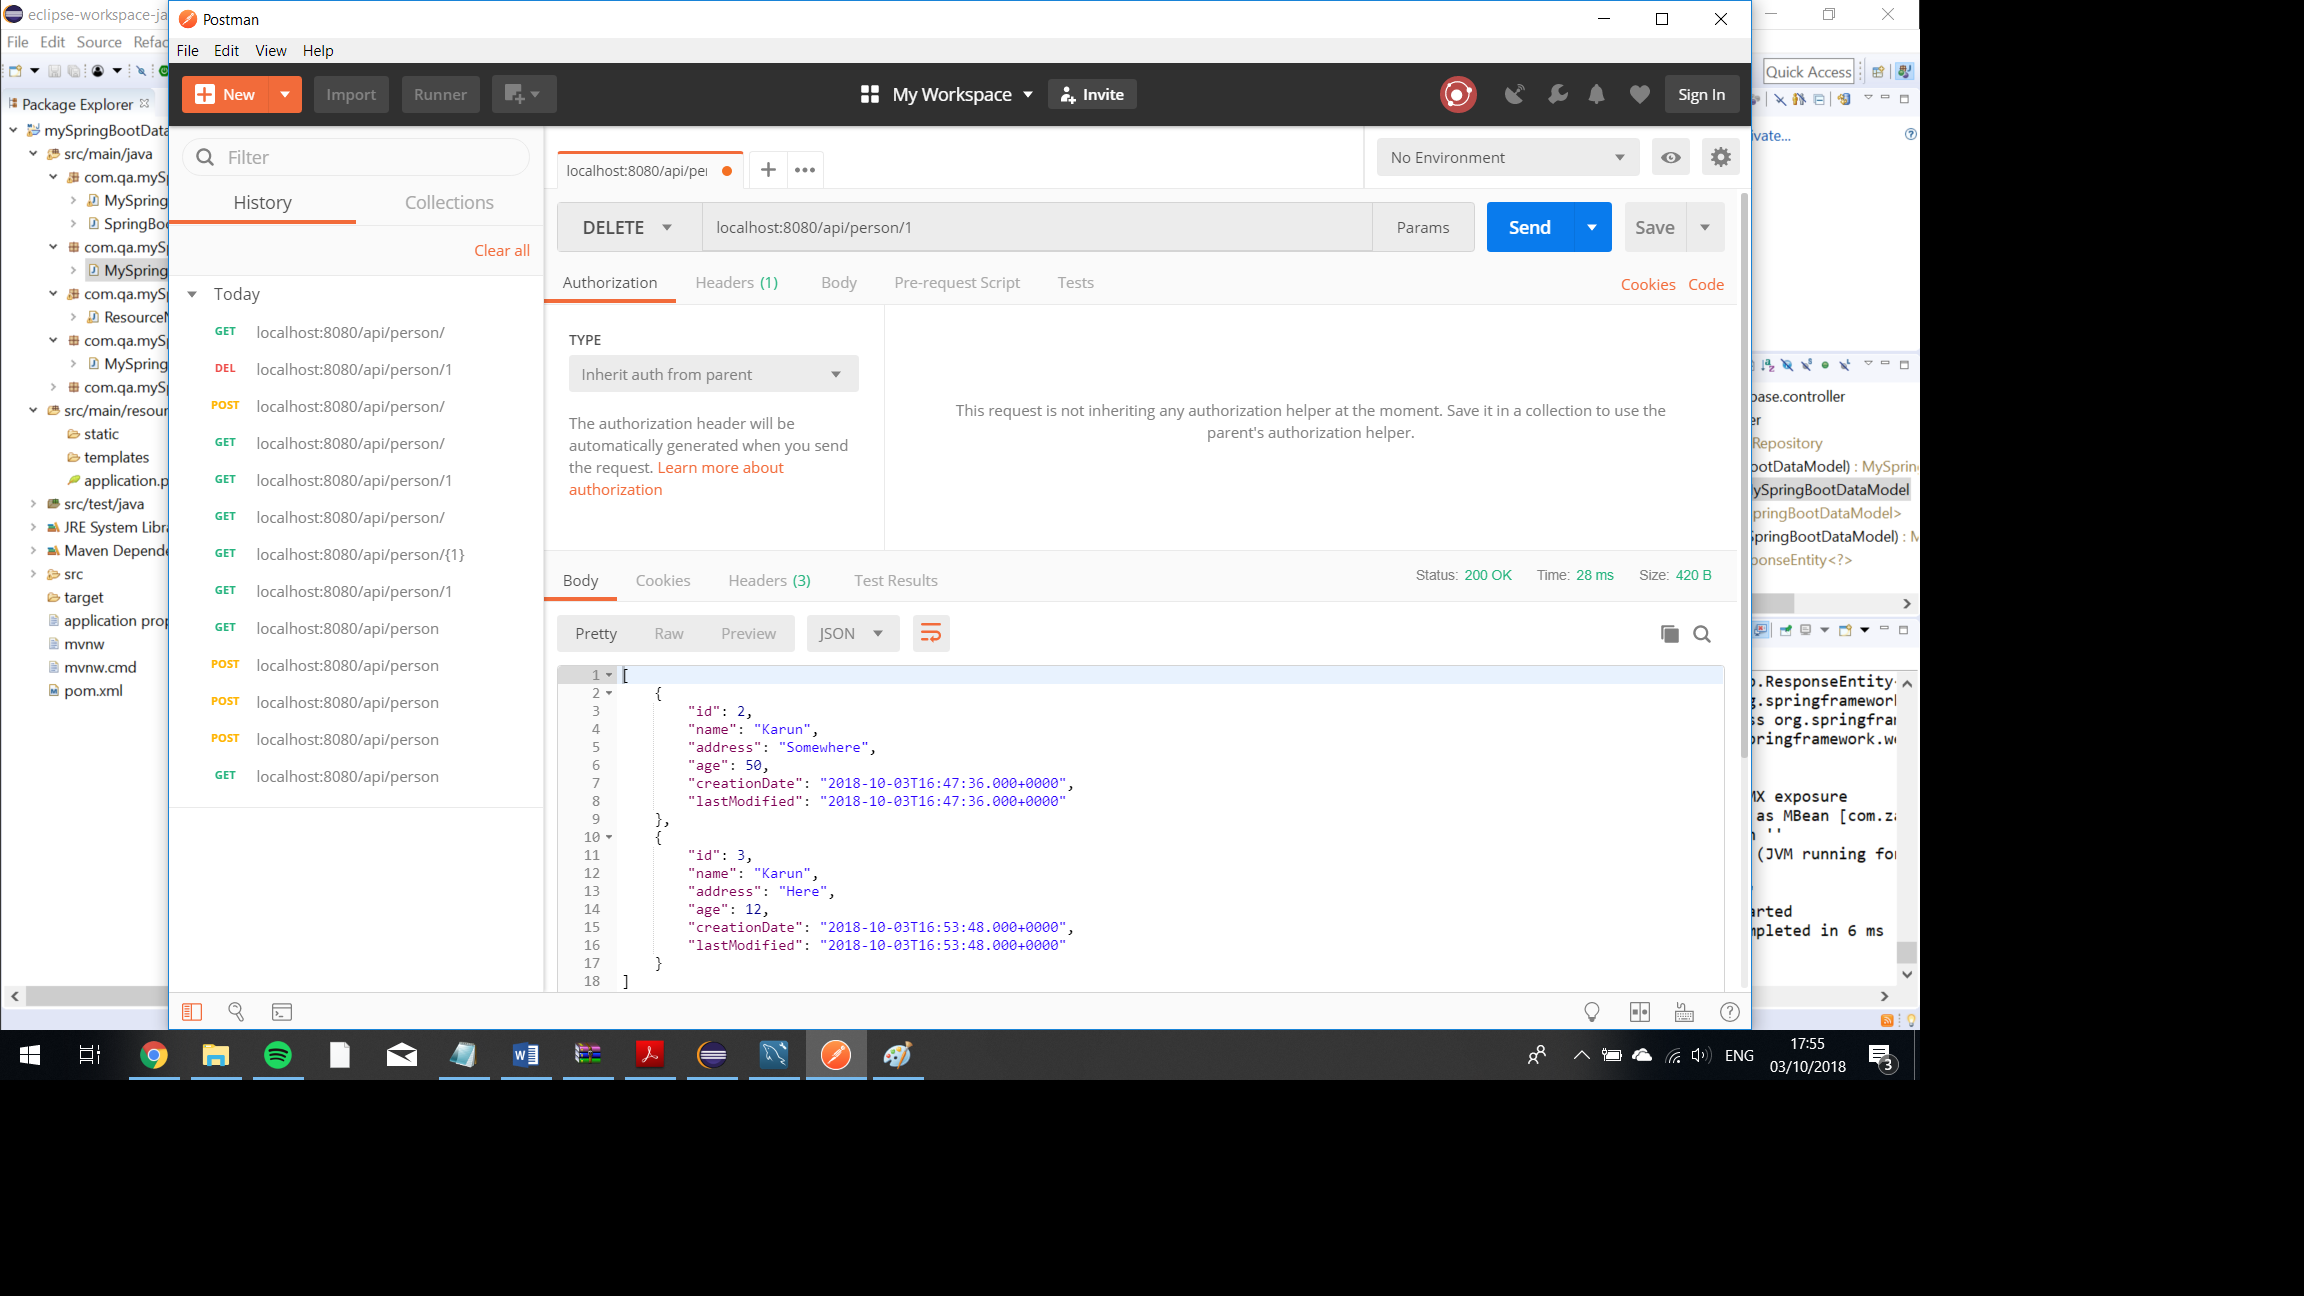 eclipse-workspace-ja
File Edit Source Refac
Package Explorer
mySpringBootData
src/main/java
com.qa.mySp
MySpring
SpringBoo
com.qa.mySp
MySpring
com.qa.mySp
ResourceN
com.qa.mySp
MySpring
com.qa.mySp
src/main/resour
static
templates
application.p
src/test/java
JRE System Libra
Maven Depende
src
target
application prop
mvnw
mvnw.cmd
pom.xml
Postman
File Edit View Help
New
Import
Runner
My Workspace
Invite
Sign In
Filter
History Collections
Clear all
Today
GET localhost:8080/api/person/
DEL localhost:8080/api/person/1
POST localhost:8080/api/person/
GET localhost:8080/api/person/
GET localhost:8080/api/person/1
GET localhost:8080/api/person/
GET localhost:8080/api/person/{1}
GET localhost:8080/api/person/1
GET localhost:8080/api/person
POST localhost:8080/api/person
POST localhost:8080/api/person
POST localhost:8080/api/person
GET localhost:8080/api/person
localhost:8080/api/per
No Environment
DELETE localhost:8080/api/person/1 Params Send Save
Authorization Headers (1) Body Pre-request Script Tests Cookies Code
TYPE
Inherit auth from parent
The authorization header will be
automatically generated when you send
the request. Learn more about
authorization
This request is not inheriting any authorization helper at the moment. Save it in a collection to use the
parent's authorization helper.
Body Cookies Headers (3) Test Results Status: 200 OK Time: 28 ms Size: 420 B
Pretty Raw Preview JSON
1 [
2 {
3 "id": 2,
4 "name": "Karun",
5 "address": "Somewhere",
6 "age": 50,
7 "creationDate": "2018-10-03T16:47:36.000+0000",
8 "lastModified": "2018-10-03T16:47:36.000+0000"
9 },
10 {
11 "id": 3,
12 "name": "Karun",
13 "address": "Here",
14 "age": 12,
15 "creationDate": "2018-10-03T16:53:48.000+0000",
16 "lastModified": "2018-10-03T16:53:48.000+0000"
17 }
18 ]
Quick Access
ivate...
base.controller
er
Repository
ootDataModel) : MySprin
lySpringBootDataModel
pringBootDataModel>
SpringBootDataModel) : M
ponseEntity<?>
o.ResponseEntity<
g.springframework
ss org.springfram
pringframework.we
MX exposure
as MBean [com.za
n ''
(JVM running for
arted
mpleted in 6 ms
ENG
17:55
03/10/2018
3